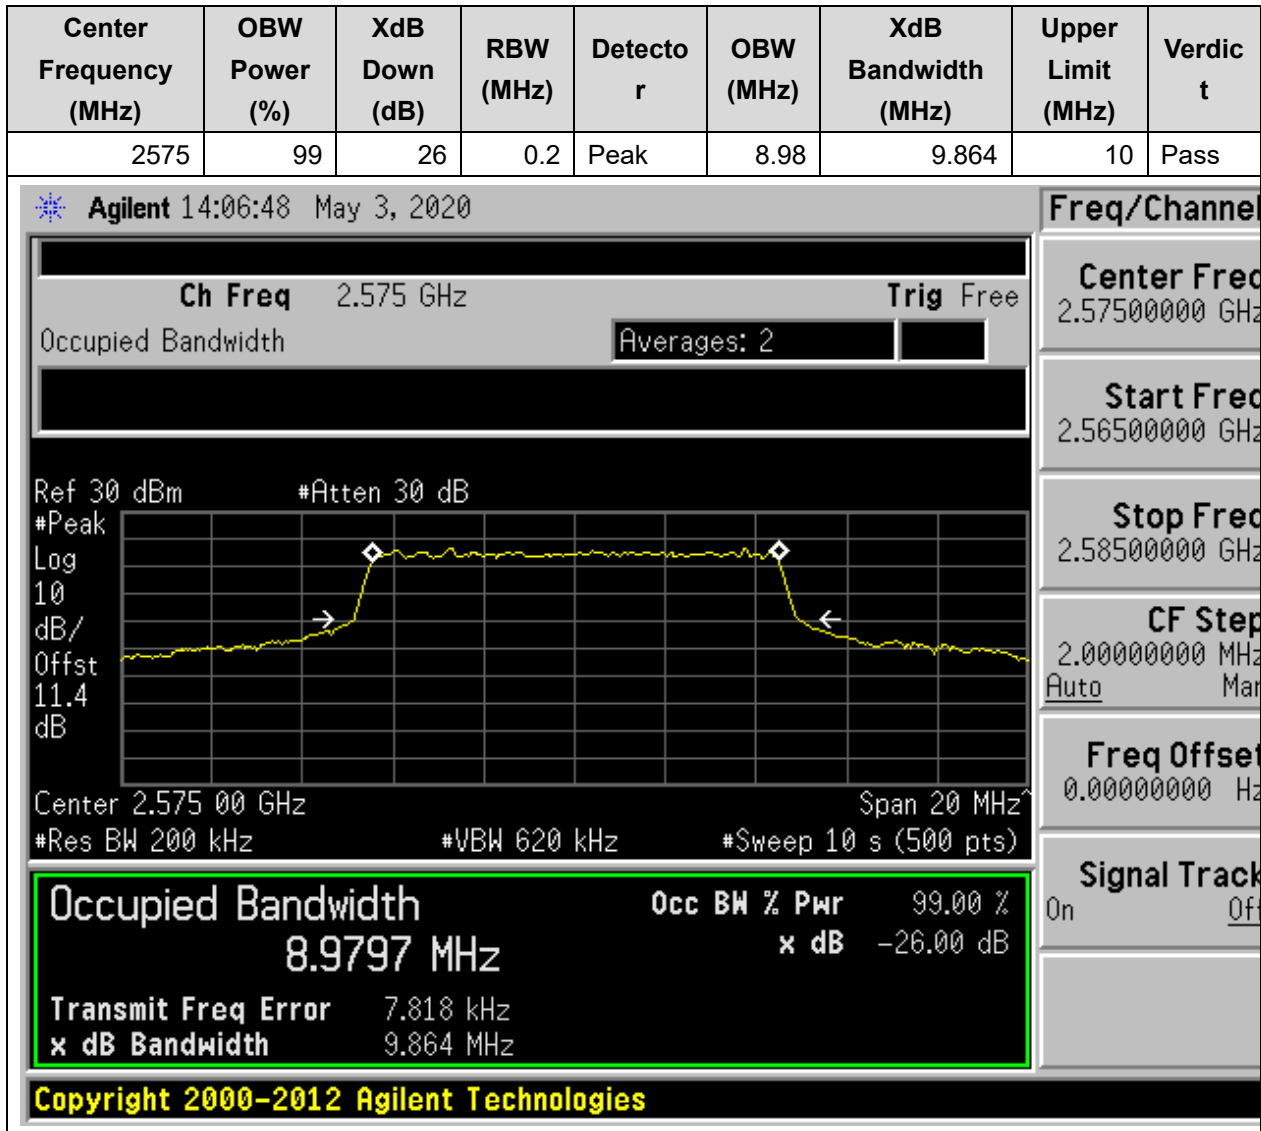 Center Frequency (MHz) OBW Power (%) XdB Down (dB) RBW (MHz) Detector OBW (MHz) XdB Bandwidth (MHz) Upper Limit (MHz) Verdict
2575 99 26 0.2 Peak 8.98 9.864 10 Pass
Agilent 14:06:48 May 3, 2020
Freq/Channel
Ch Freq 2.575 GHz Trig Free
Occupied Bandwidth Averages: 2
Center Freq
2.57500000 GHz
Start Freq
2.56500000 GHz
Stop Freq
2.58500000 GHz
CF Step
2.00000000 MHz
Auto Man
Freq Offset
0.00000000 Hz
Signal Track
On Off
Ref 30 dBm #Atten 30 dB
#Peak
Log
10
dB/
Offst
11.4
dB
Center 2.575 00 GHz Span 20 MHz^
#Res BW 200 kHz #VBW 620 kHz #Sweep 10 s (500 pts)
Occupied Bandwidth Occ BW % Pwr 99.00 %
8.9797 MHz x dB -26.00 dB
Transmit Freq Error 7.818 kHz
x dB Bandwidth 9.864 MHz
Copyright 2000-2012 Agilent Technologies